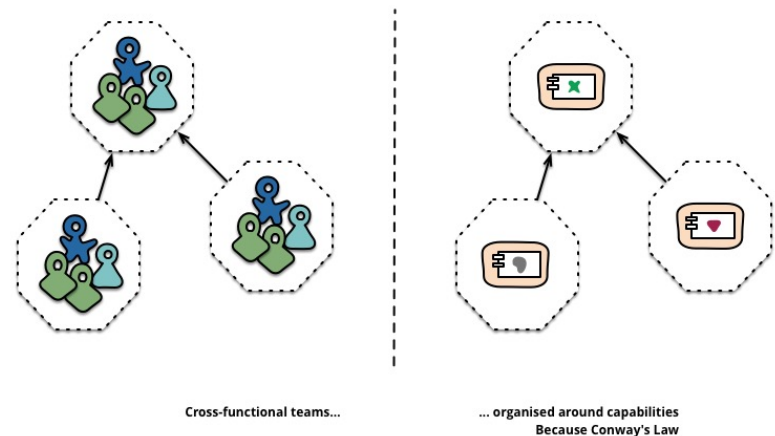 Cross-functional teams...
... organised around capabilities
Because Conway's Law